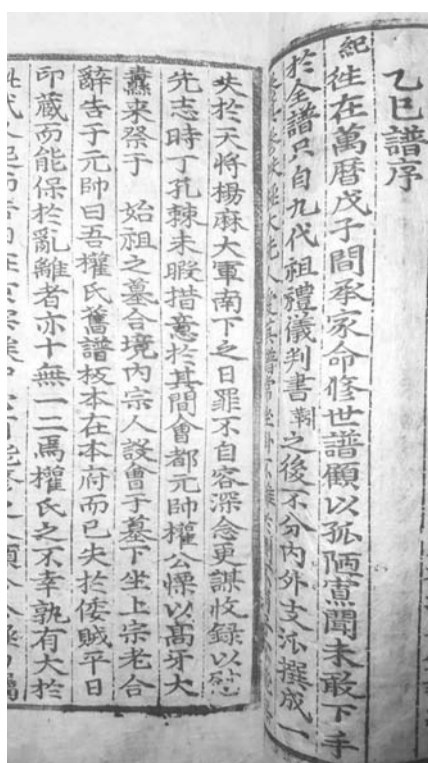 乙巳譜序
紀徃在萬曆戊子間承家命修世譜顧以孤陋寡聞未敢下手
於全譜只自九代祖禮儀判書靷之後不分內外支派撰成一
失於天將楊麻大軍南下之日罪不自容深念更謀收錄以慰
先志時丁孔棘未暇措意於其間會都元帥權公慄以高牙大
纛來祭于 始祖之墓合境內宗人設會于墓下坐上宗老合
辭告于元帥曰吾權氏舊譜板本在本府而已失於倭賊平日
印藏而能保於亂離者亦十無一二焉權氏之不幸孰有大於